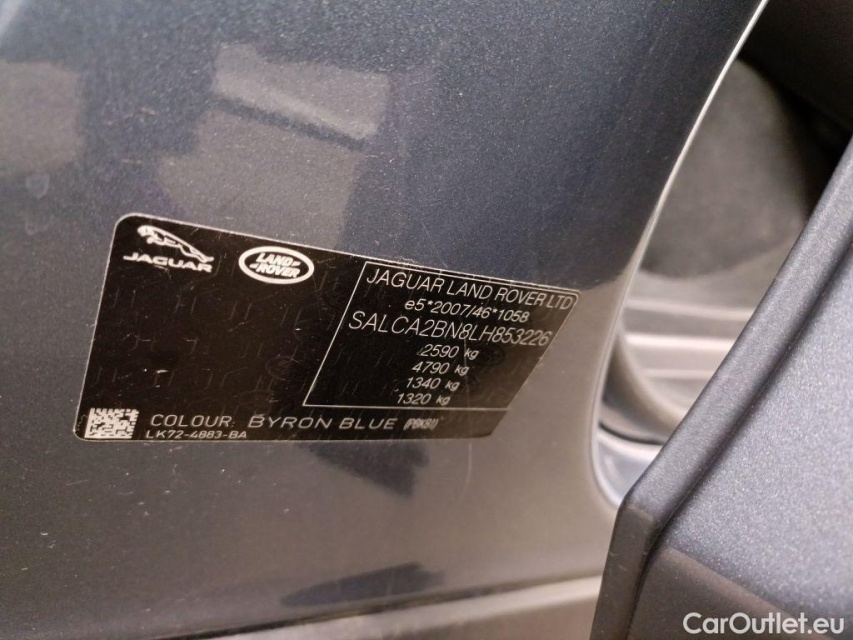 JAGUAR
LAND
ROVER
JAGUAR LAND ROVER LTD
e5*2007/46*1058
SALCA2BN8LH853226
2590 kg
4790 kg
1340 kg
1320 kg
COLOUR: BYRON BLUE
LK72-4883-BA
CarOutlet.eu